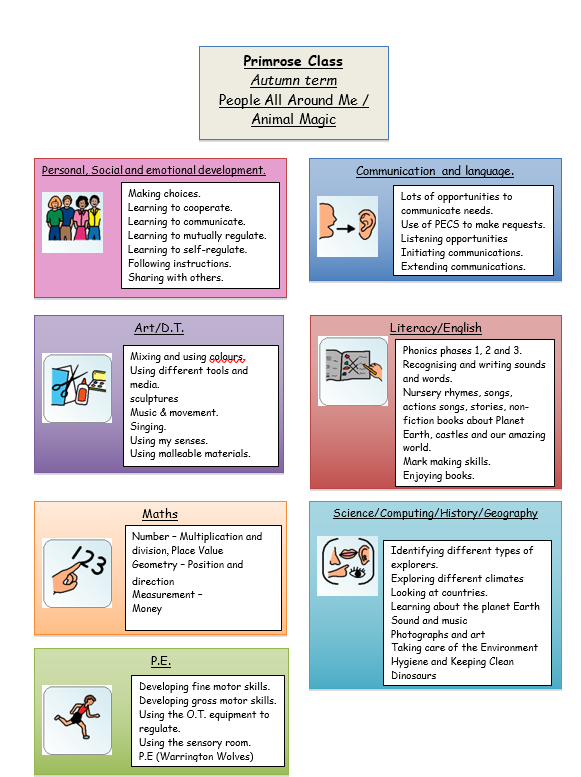 Primrose Class
Autumn term
People All Around Me /
Animal Magic
Personal, Social and emotional development.
Making choices.
Learning to cooperate.
Learning to communicate.
Learning to mutually regulate.
Learning to self-regulate.
Following instructions.
Sharing with others.
Communication and language.
Lots of opportunities to
communicate needs.
Use of PECS to make requests.
Listening opportunities
Initiating communications.
Extending communications.
Art/D.T.
Mixing and using colours.
Using different tools and
media.
sculptures
Music & movement.
Singing.
Using my senses.
Using malleable materials.
Literacy/English
Phonics phases 1, 2 and 3.
Recognising and writing sounds
and words.
Nursery rhymes, songs,
actions songs, stories, non-
fiction books about Planet
Earth, castles and our amazing
world.
Mark making skills.
Enjoying books.
Maths
123
Number – Multiplication and
division, Place Value
Geometry – Position and
direction
Measurement –
Money
Science/Computing/History/Geography
Identifying different types of
explorers.
Exploring different climates
Looking at countries.
Learning about the planet Earth
Sound and music
Photographs and art
Taking care of the Environment
Hygiene and Keeping Clean
Dinosaurs
P.E.
Developing fine motor skills.
Developing gross motor skills.
Using the O.T. equipment to
regulate.
Using the sensory room.
P.E (Warrington Wolves)